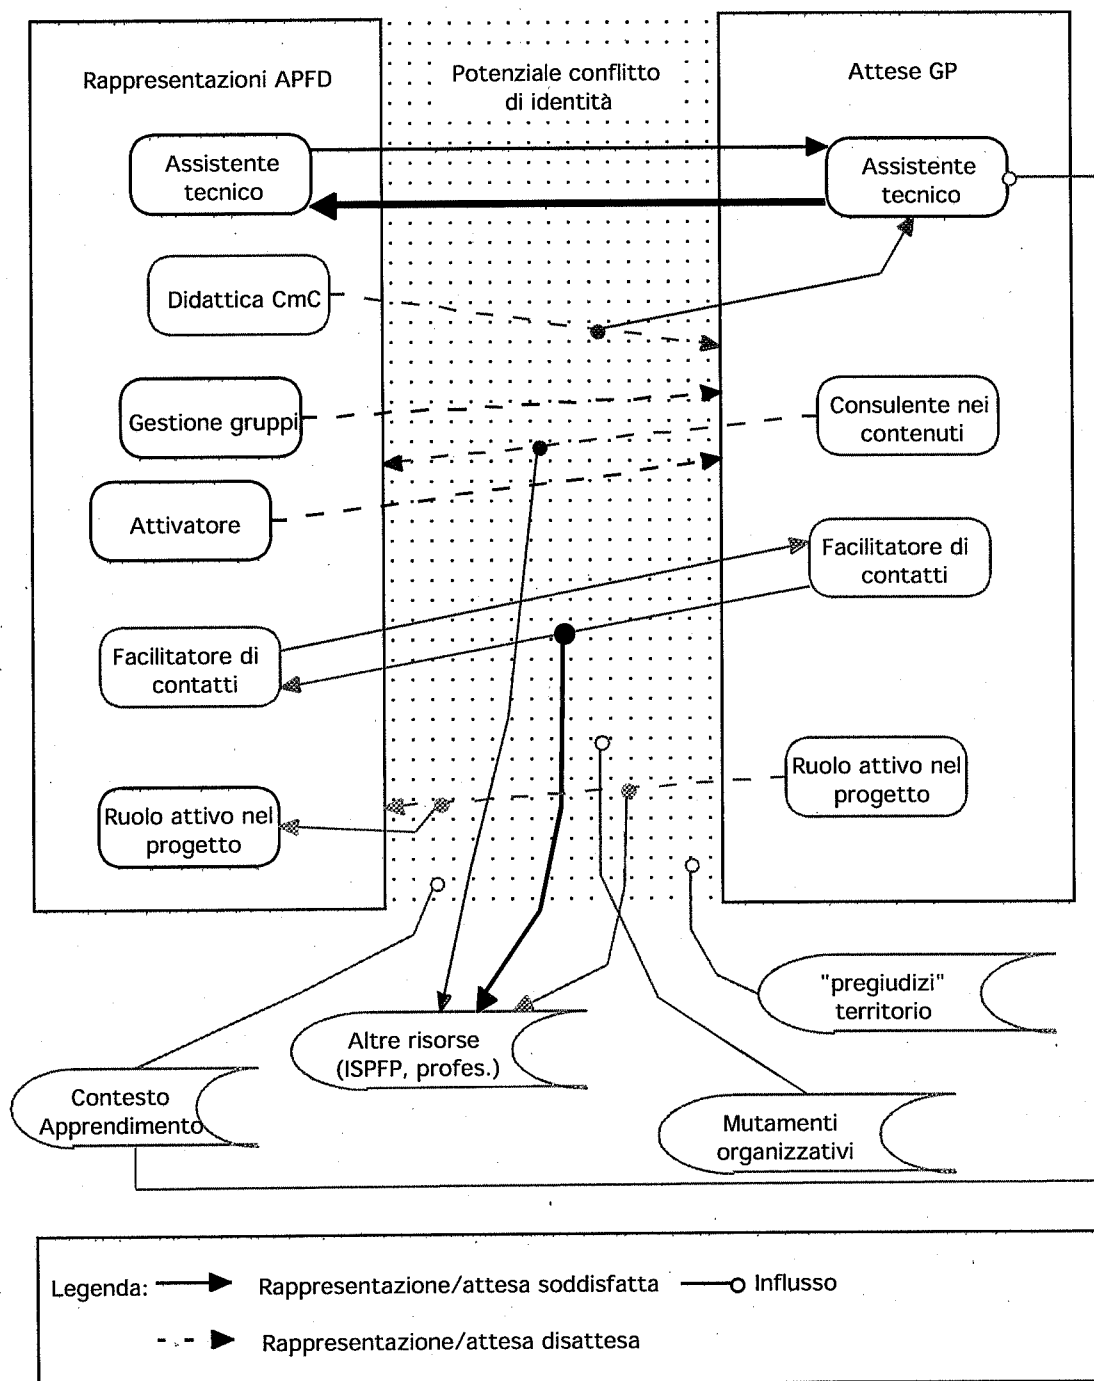 Rappresentazioni APFD
Potenziale conflitto
di identità
Attese GP
Assistente
tecnico
Assistente
tecnico
Didattica CmC
Gestione gruppi
Consulente nei
contenuti
Attivatore
Facilitatore di
contatti
Facilitatore di
contatti
Ruolo attivo nel
progetto
Ruolo attivo nel
progetto
"pregiudizi"
territorio
Altre risorse
(ISPFP, profes.)
Contesto
Apprendimento
Mutamenti
organizzativi
Legenda:
Rappresentazione/attesa soddisfatta
Influsso
Rappresentazione/attesa disattesa